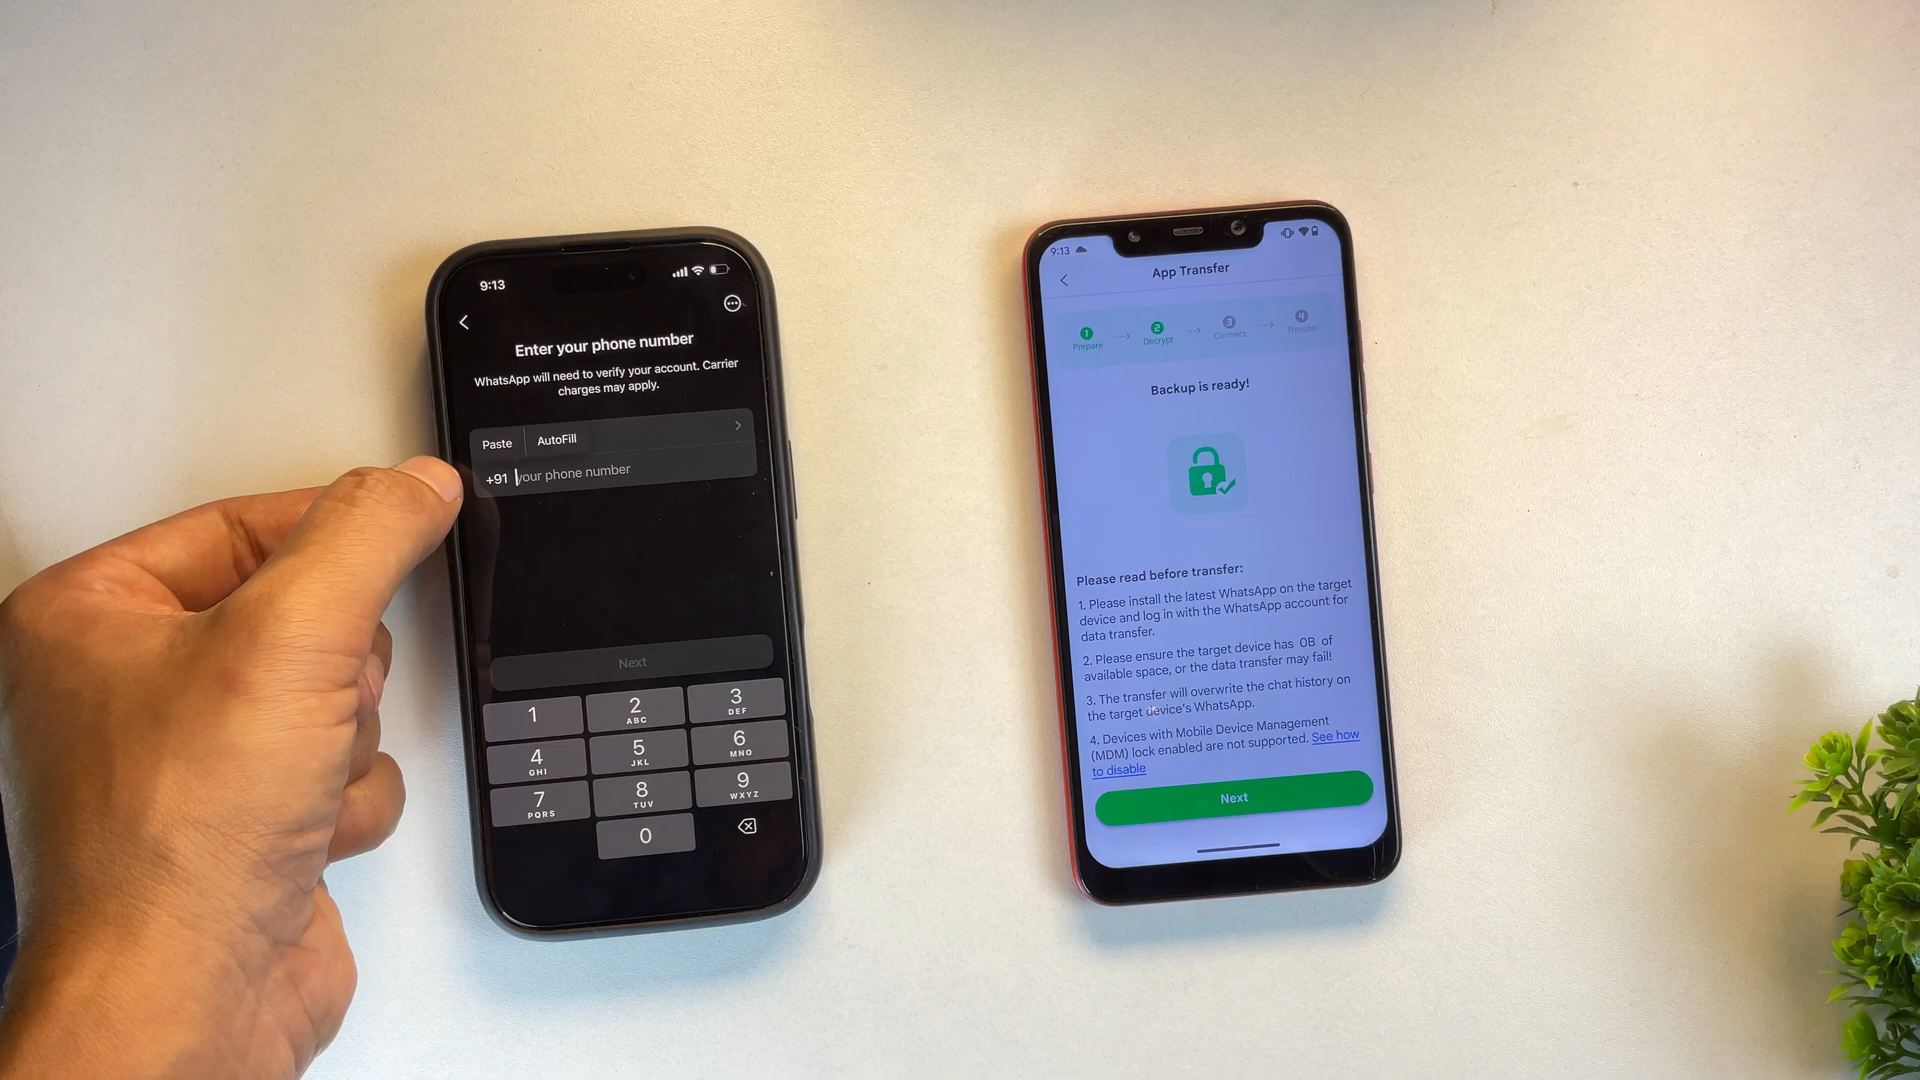 9:13
Enter your phone number
WhatsApp will need to verify your account. Carrier
charges may apply.
Paste AutoFill
+91 your phone number
Next
1
2 ABC
3 DEF
4 GHI
5 JKL
6 MNO
7 PQRS
8 TUV
9 WXYZ
0
9:13
App Transfer
1 2 3 4
Prepare Decrypt Connect Transfer
Backup is ready!
Please read before transfer:
1. Please install the latest WhatsApp on the target
device and log in with the WhatsApp account for
data transfer.
2. Please ensure the target device has 0B of
available space, or the data transfer may fail!
3. The transfer will overwrite the chat history on
the target device's WhatsApp.
4. Devices with Mobile Device Management
(MDM) lock enabled are not supported. See how
to disable
Next